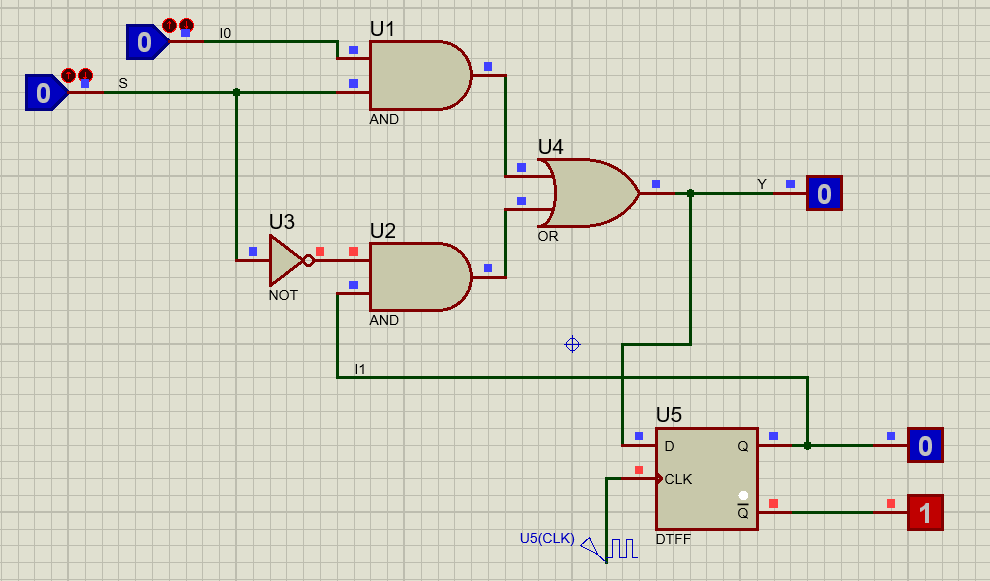 U1
0
I0
0
S
AND
U4
Y
0
OR
U3
U2
NOT
AND
I1
U5
D
Q
0
CLK
Q
1
U5(CLK)
DTFF